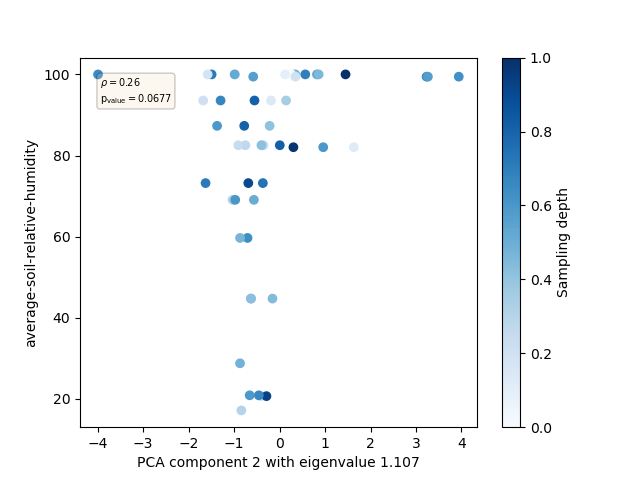 ρ = 0.26
p_value = 0.0677
100
80
60
40
20
average-soil-relative-humidity
−4 −3 −2 −1 0 1 2 3 4
PCA component 2 with eigenvalue 1.107
1.0
0.8
0.6
0.4
0.2
0.0
Sampling depth